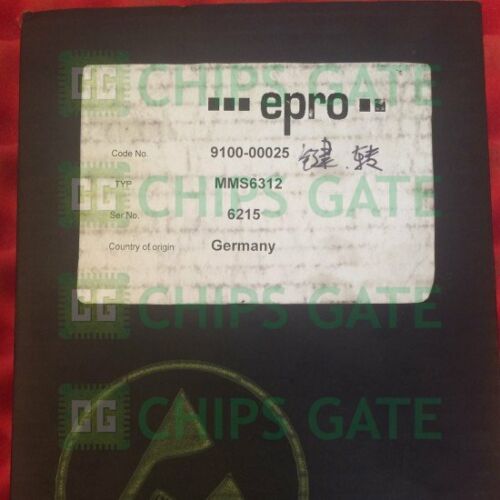 CHIPS GATE
epro
Code No. 9100-00025 键 转
TYP MMS6312
CHIPS GATE
Ser No. 6215
Country of origin Germany
CHIPS GATE
CHIPS GATE